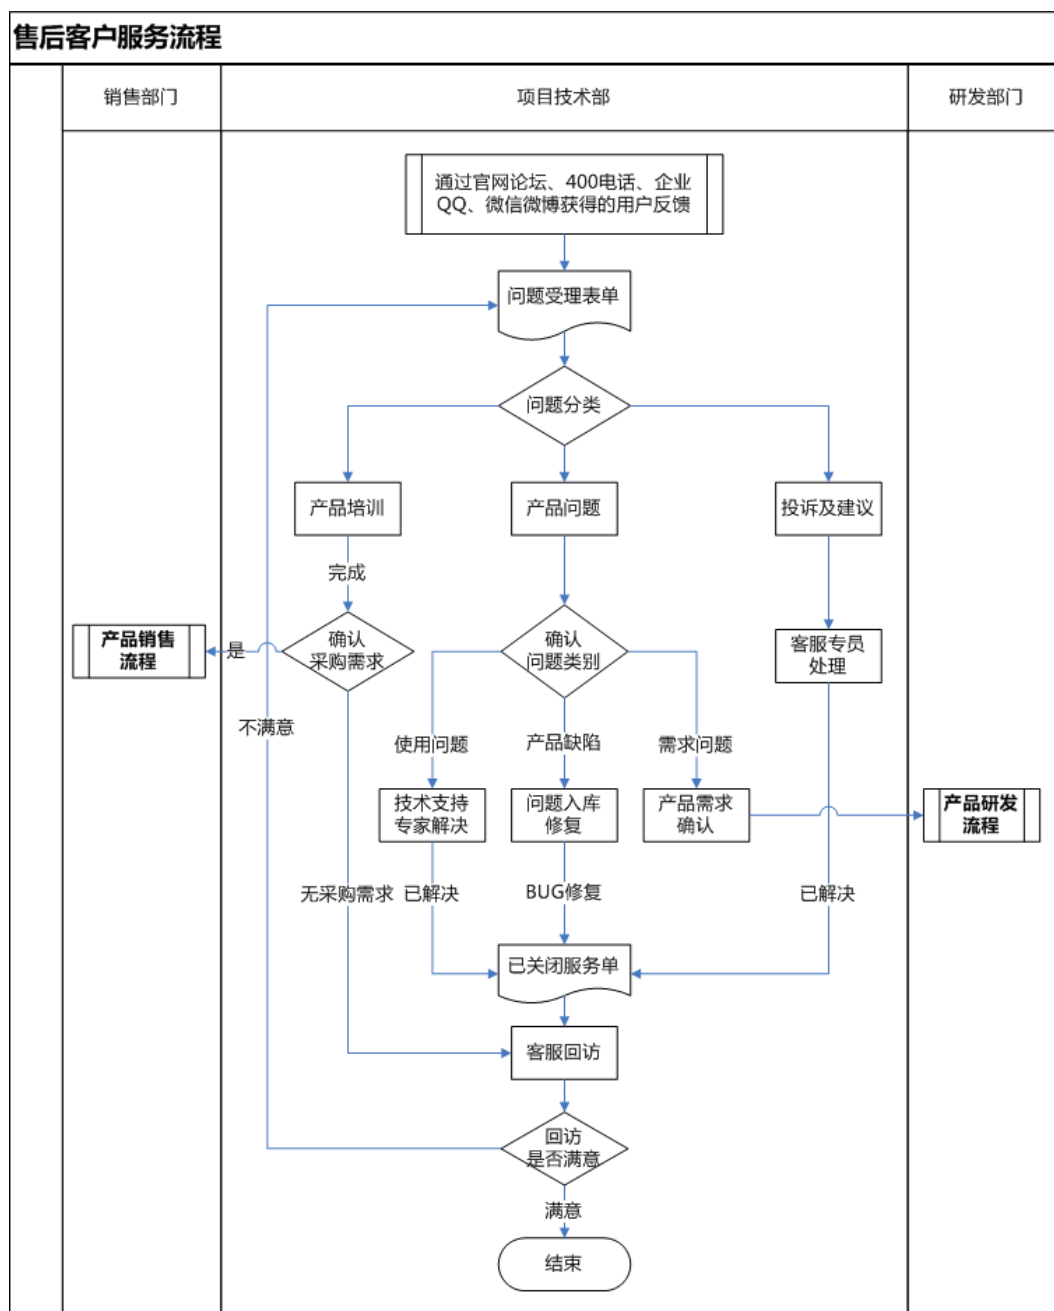 售后客户服务流程
销售部门
项目技术部
研发部门
通过官网论坛、400电话、企业
QQ、微信微博获得的用户反馈
问题受理表单
问题分类
产品培训
产品问题
投诉及建议
完成
产品销售
流程
是
确认
采购需求
确认
问题类别
客服专员
处理
不满意
使用问题
产品缺陷
需求问题
技术支持
专家解决
问题入库
修复
产品需求
确认
产品研发
流程
无采购需求
已解决
BUG修复
已解决
已关闭服务单
客服回访
回访
是否满意
满意
结束